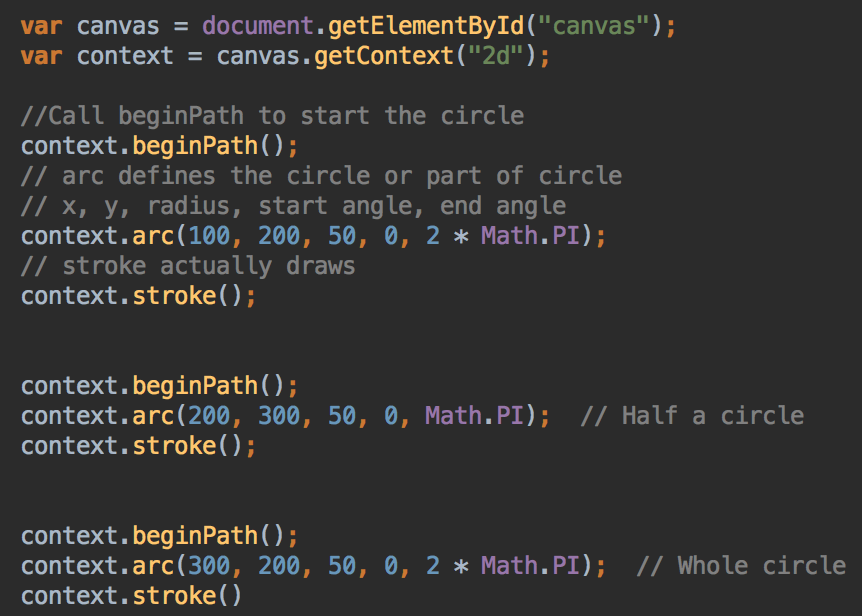 var canvas = document.getElementById("canvas");
var context = canvas.getContext("2d");
//Call beginPath to start the circle
context.beginPath();
// arc defines the circle or part of circle
// x, y, radius, start angle, end angle
context.arc(100, 200, 50, 0, 2 * Math.PI);
// stroke actually draws
context.stroke();
context.beginPath();
context.arc(200, 300, 50, 0, Math.PI);  // Half a circle
context.stroke();
context.beginPath();
context.arc(300, 200, 50, 0, 2 * Math.PI);  // Whole circle
context.stroke()